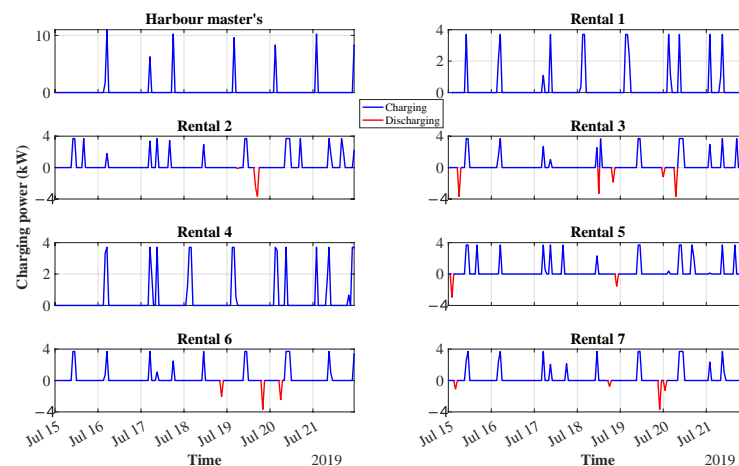 Harbour master's
Rental 1
10
0
4
2
0
Charging
Discharging
Rental 2
Rental 3
4
0
-4
4
0
-4
Charging power (kW)
Rental 4
Rental 5
4
2
0
4
0
-4
Rental 6
Rental 7
4
0
-4
4
0
-4
Jul 15
Jul 16
Jul 17
Jul 18
Jul 19
Jul 20
Jul 21
Jul 15
Jul 16
Jul 17
Jul 18
Jul 19
Jul 20
Jul 21
Time
2019
Time
2019